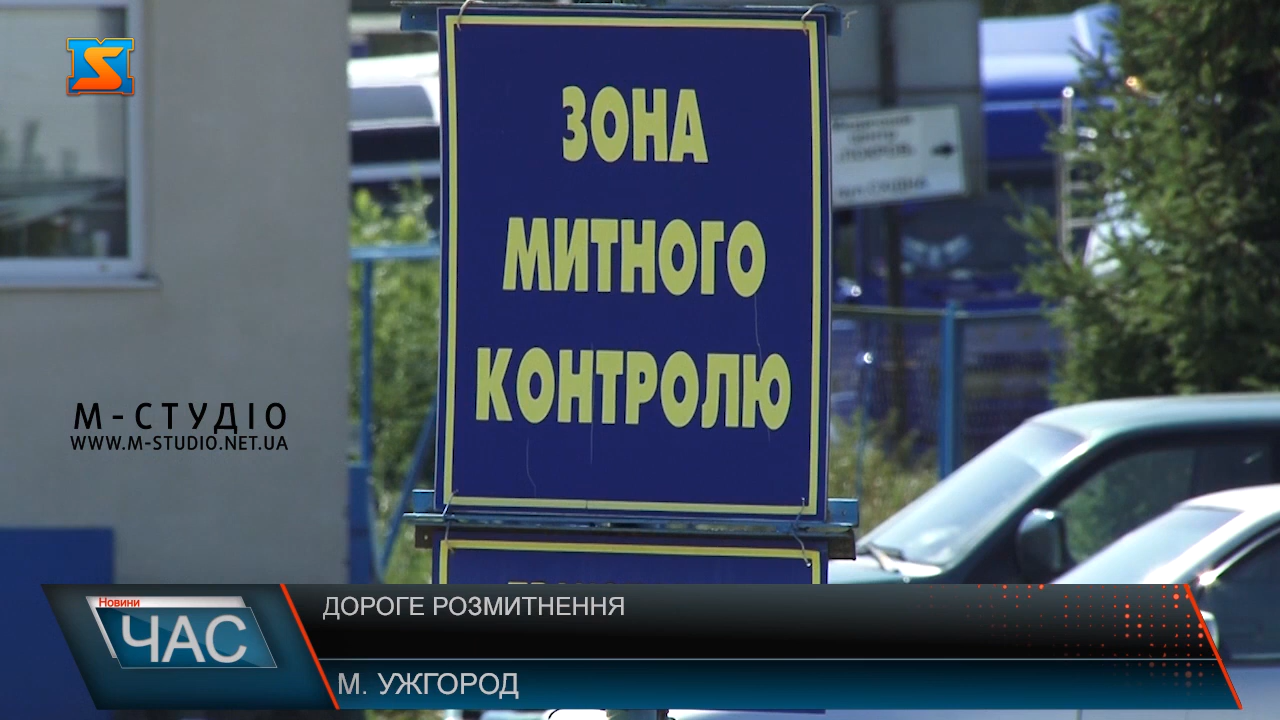 ЗОНА
МИТНОГО
КОНТРОЛЮ
М-СТУДІО
WWW.M-STUDIO.NET.UA
Новини
ЧАС
ДОРОГЕ РОЗМИТНЕННЯ
М. УЖГОРОД